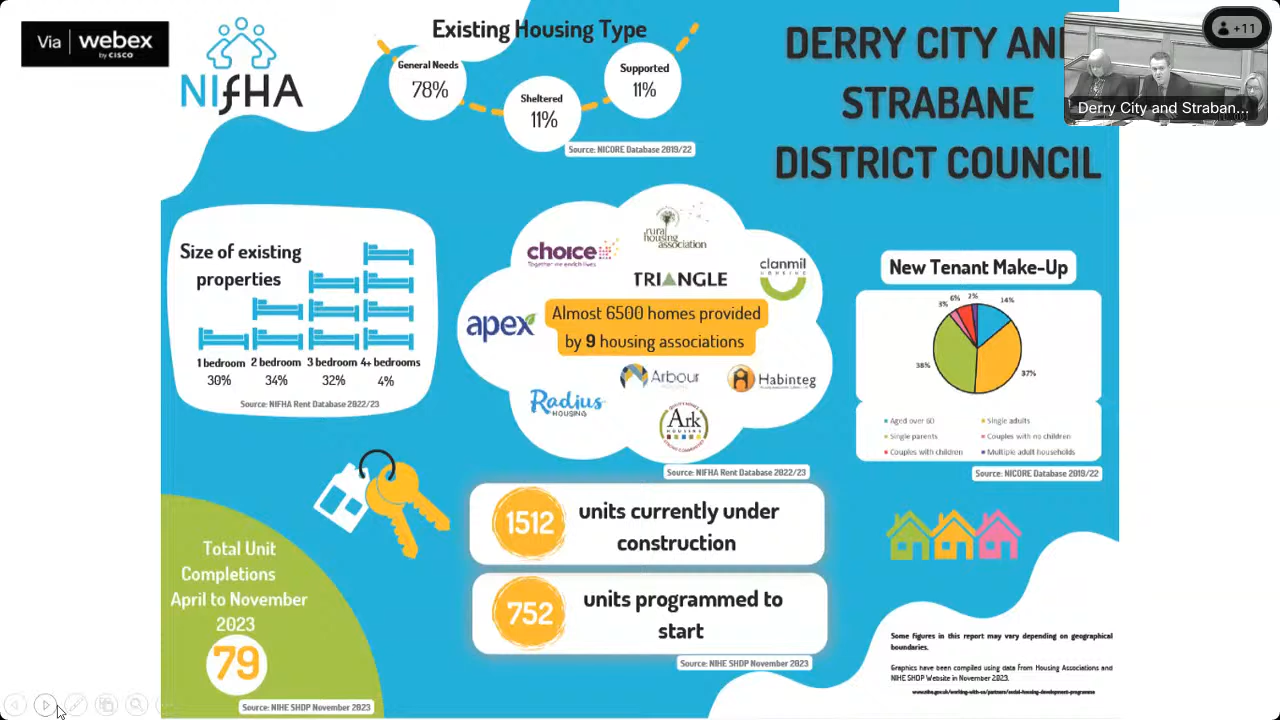 Via webex
by CISCO
NIFHA
Existing Housing Type
General Needs
78%
Sheltered
11%
Supported
11%
Source: NICORE Database 2019/22
DERRY CITY AN
STRABANE
DISTRICT COUNCIL
+11
Derry City and Straban...
Size of existing
properties
1 bedroom 2 bedroom 3 bedroom 4+ bedrooms
30% 34% 32% 4%
Source: NIFHA Rent Database 2022/23
choice
Together we enrich lives
rural
housing
association
TRIANGLE
clanmil
HOUSING
apex
Almost 6500 homes provided
by 9 housing associations
Radius
HOUSING
Arbour
Habinteg
Ark
HOUSING
Source: NIFHA Rent Database 2022/23
New Tenant Make-Up
3% 6% 2% 14%
38% 37%
Aged over 60 Single adults
Single parents Couples with no children
Couples with children Multiple adult households
Source: NICORE Database 2019/22
1512 units currently under
construction
752 units programmed to
start
Source: NIHE SHDP November 2023
Total Unit
Completions
April to November
2023
79
Source: NIHE SHDP November 2023
Some figures in this report may vary depending on geographical
boundaries.
Graphics have been compiled using data from Housing Associations and
NIHE SHDP Website in November 2023.